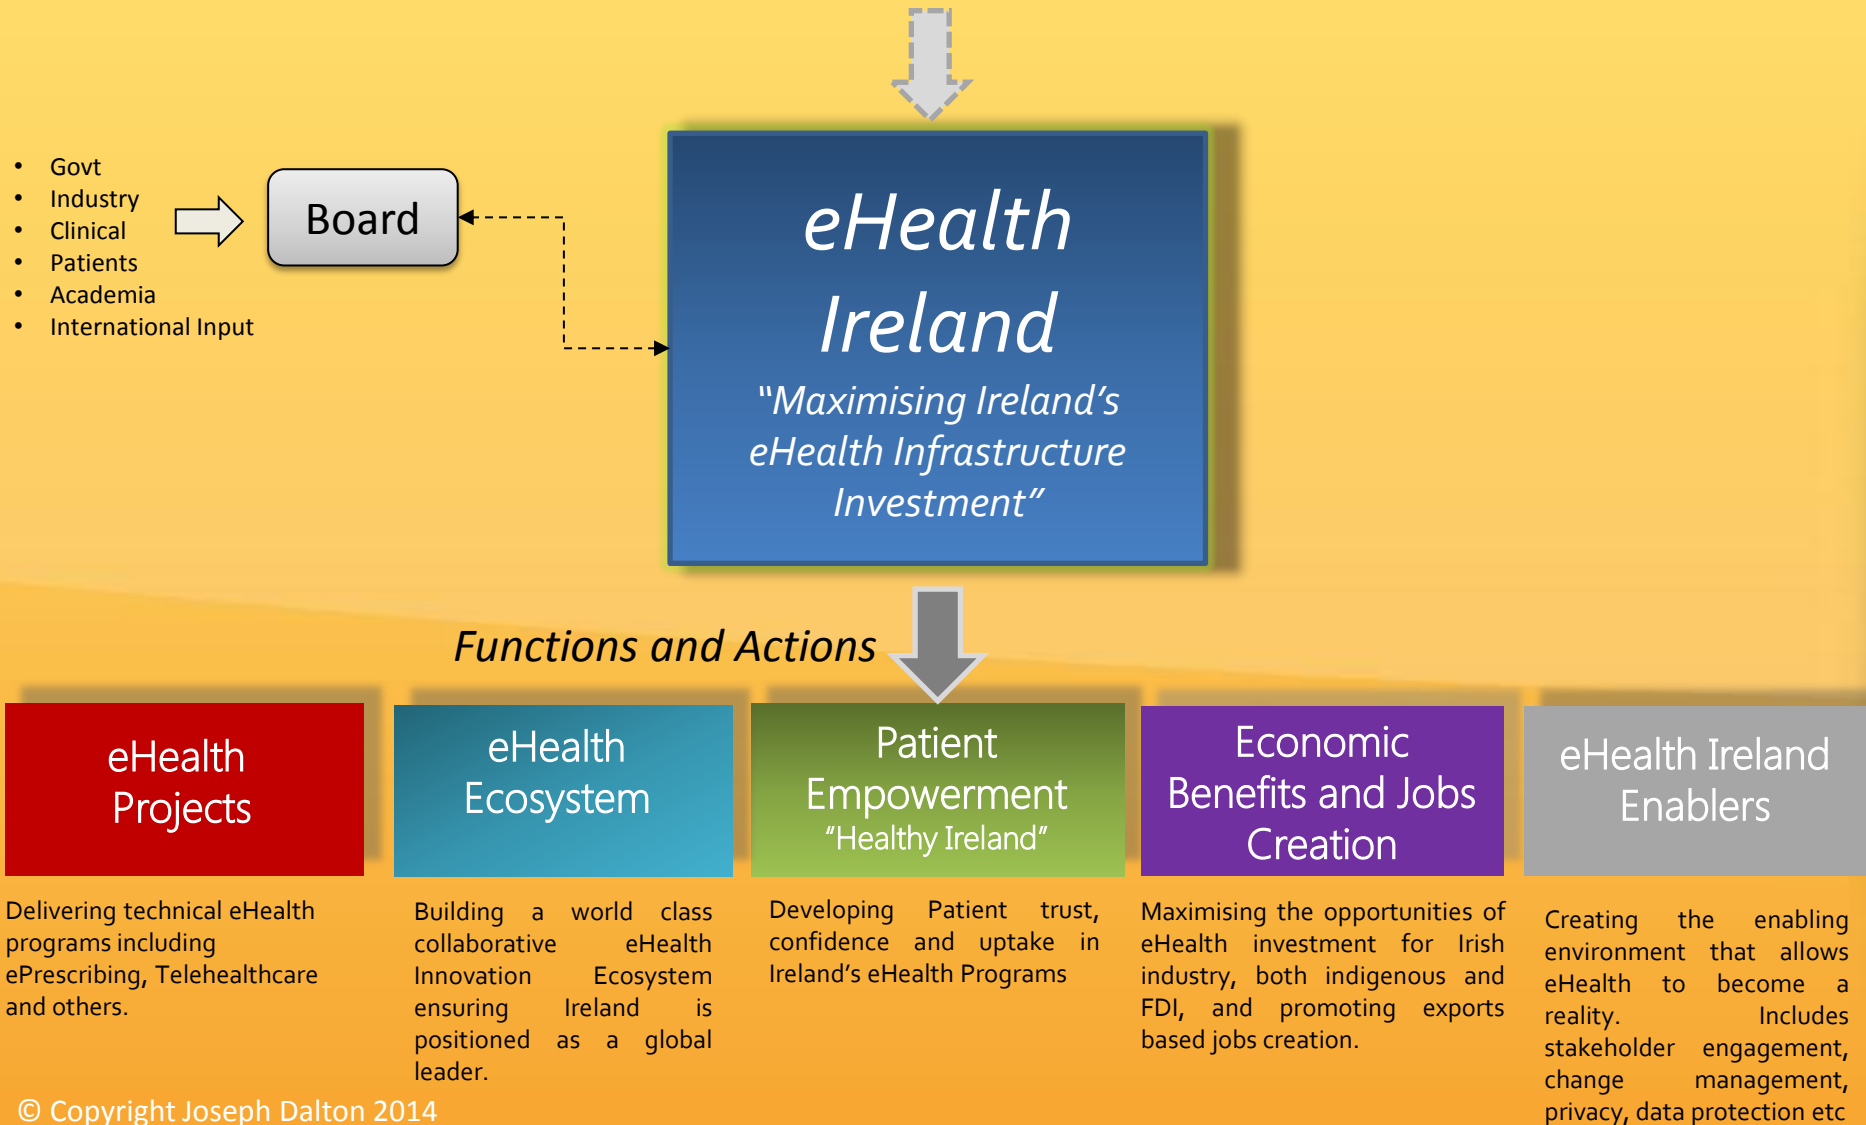 • Govt
• Industry
• Clinical
• Patients
• Academia
• International Input
Board
eHealth
Ireland
“Maximising Ireland’s
eHealth Infrastructure
Investment”
Functions and Actions
eHealth
Projects
Delivering technical eHealth
programs including
ePrescribing, Telehealthcare
and others.
eHealth
Ecosystem
Building a world class
collaborative eHealth
Innovation Ecosystem
ensuring Ireland is
positioned as a global
leader.
Patient
Empowerment
“Healthy Ireland”
Developing Patient trust,
confidence and uptake in
Ireland’s eHealth Programs
Economic
Benefits and Jobs
Creation
Maximising the opportunities of
eHealth investment for Irish
industry, both indigenous and
FDI, and promoting exports
based jobs creation.
eHealth Ireland
Enablers
Creating the enabling
environment that allows
eHealth to become a
reality. Includes
stakeholder engagement,
change management,
privacy, data protection etc
© Copyright Joseph Dalton 2014